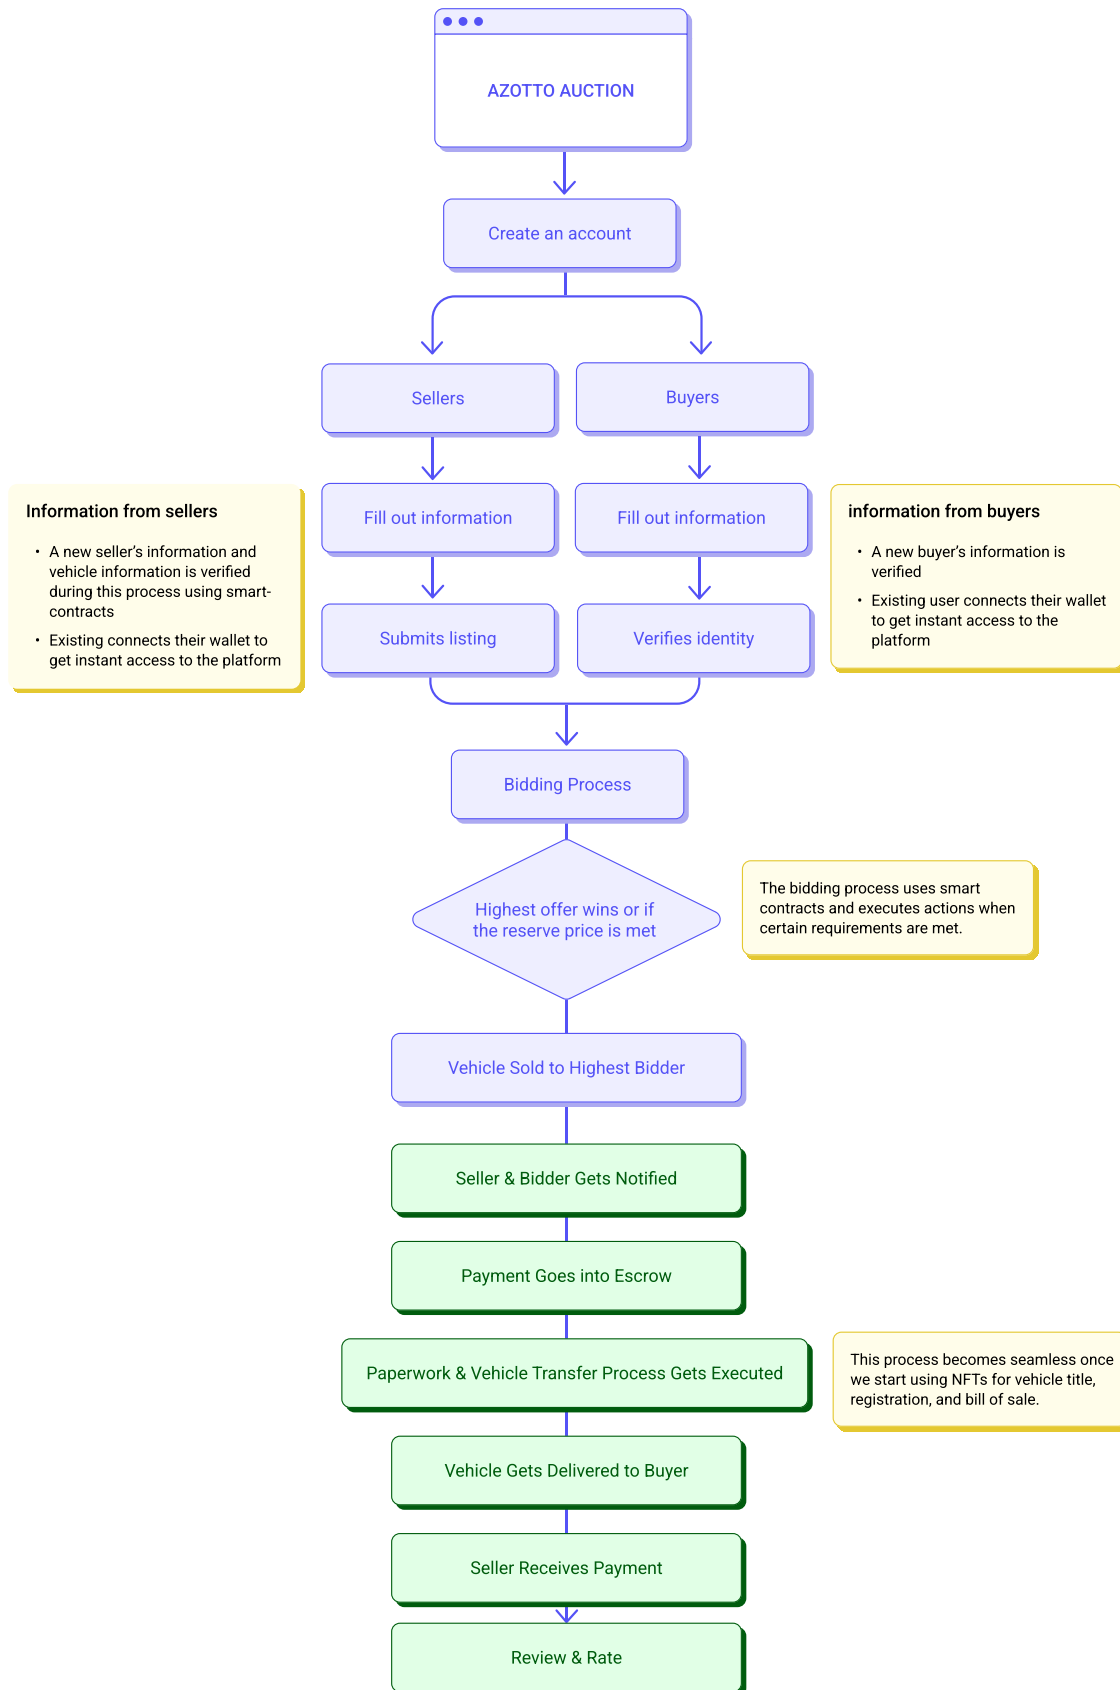 AZOTTO AUCTION
Create an account
Sellers
Buyers
Information from sellers
• A new seller's information and
vehicle information is verified
during this process using smart-
contracts
• Existing connects their wallet to
get instant access to the platform
Fill out information
Fill out information
information from buyers
• A new buyer's information is
verified
• Existing user connects their wallet
to get instant access to the
platform
Submits listing
Verifies identity
Bidding Process
Highest offer wins or if
the reserve price is met
The bidding process uses smart
contracts and executes actions when
certain requirements are met.
Vehicle Sold to Highest Bidder
Seller & Bidder Gets Notified
Payment Goes into Escrow
Paperwork & Vehicle Transfer Process Gets Executed
This process becomes seamless once
we start using NFTs for vehicle title,
registration, and bill of sale.
Vehicle Gets Delivered to Buyer
Seller Receives Payment
Review & Rate